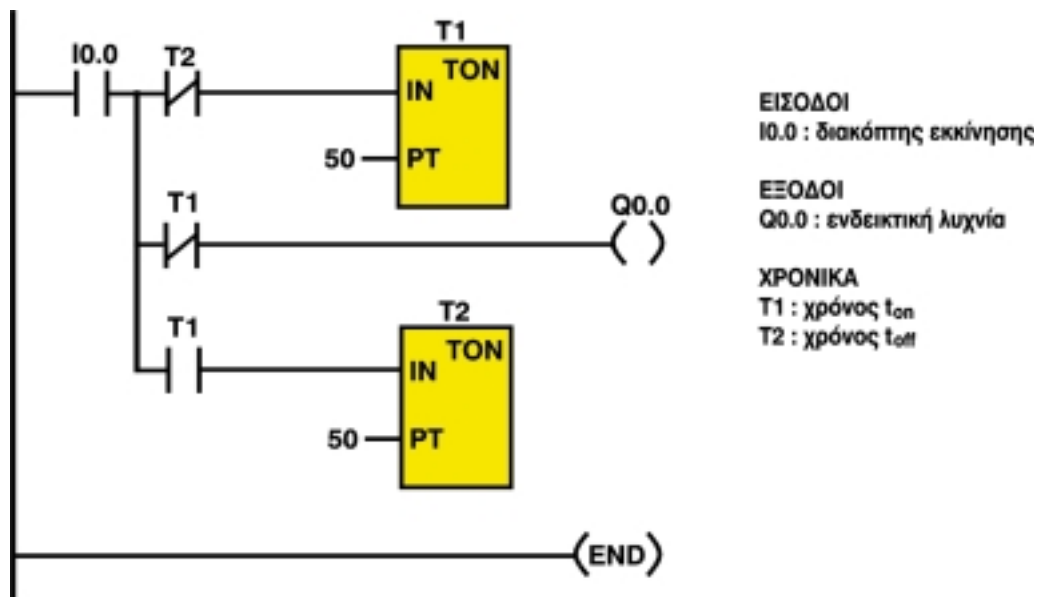 T1
I0.0 T2
TON
IN
50 PT
T1
Q0.0
T1
T2
TON
IN
50 PT
(END)
ΕΙΣΟΔΟΙ
I0.0 : διακόπτης εκκίνησης
ΕΞΟΔΟΙ
Q0.0 : ενδεικτική λυχνία
ΧΡΟΝΙΚΑ
T1 : χρόνος ton
T2 : χρόνος toff